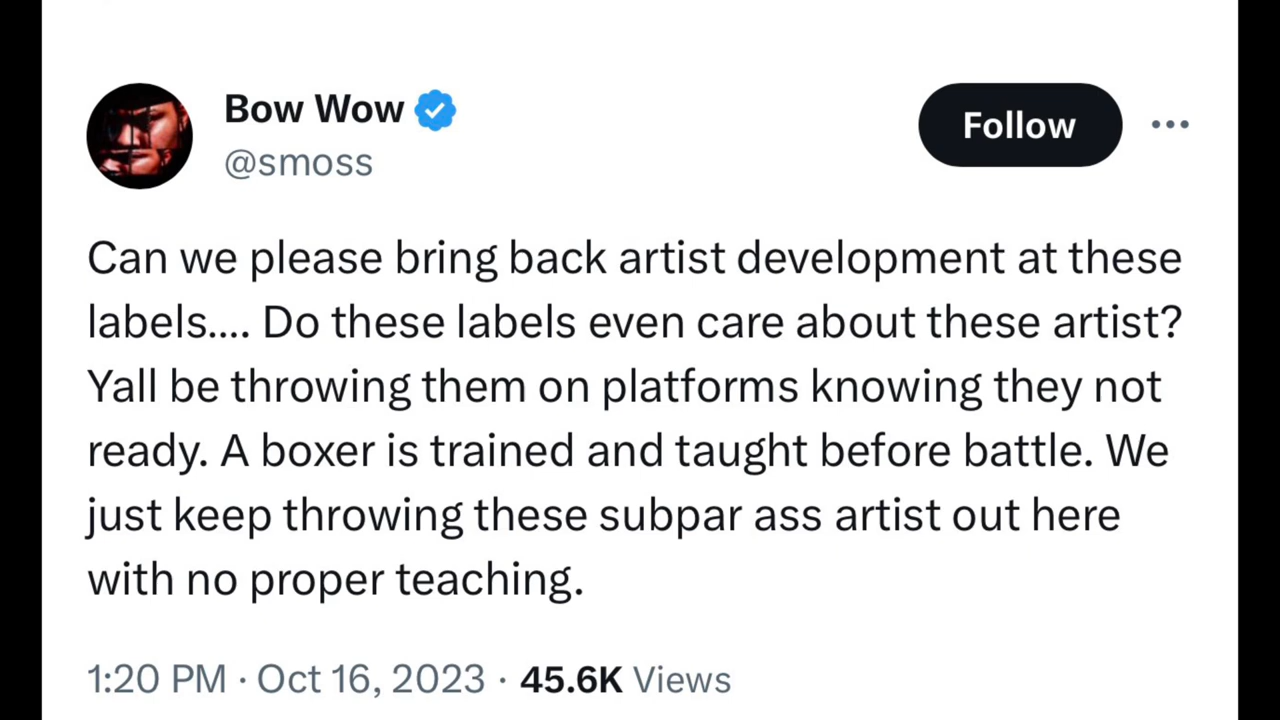 Bow Wow
@smoss
Follow
Can we please bring back artist development at these
labels.... Do these labels even care about these artist?
Yall be throwing them on platforms knowing they not
ready. A boxer is trained and taught before battle. We
just keep throwing these subpar ass artist out here
with no proper teaching.
1:20 PM · Oct 16, 2023 · 45.6K Views